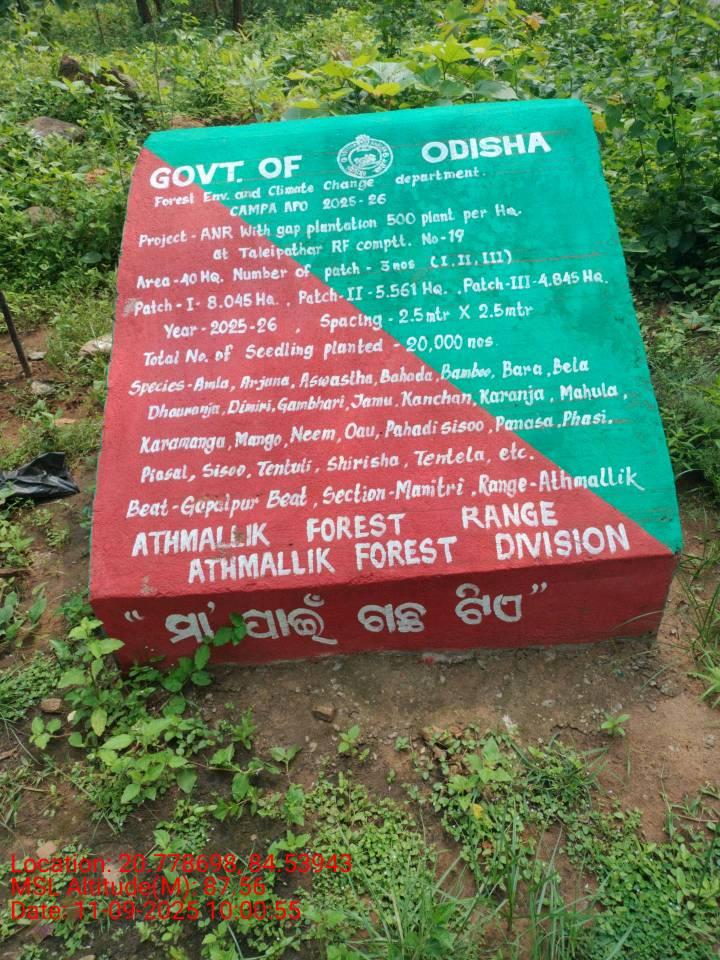 GOVT. OF ODISHA
Forest Env. and Climate Change department.
CAMPA APO 2025-26
Project - ANR With gap plantation 500 plant per Hq.
at Taleipathar RF comptt. No-19
Area-40 HQ. Number of patch - 3nos (I, II, III)
Patch-I- 8.045 Ha., Patch-II-5.561 Hq. Patch-III-4.845 Hq.
Year-2025-26, Spacing-2.5mtr X 2.5mtr
Total No. of Seedling planted - 20,000 nos.
Species-Amla, Arjuna, Aswastha, Bahada, Bamboo, Bara, Bela
Dhauranja, Dimiri, Gambhari, Jamu, Kanchan, Karanja, Mahula,
Karamanga, Mango, Neem, Oau, Pahadi sisoo, Panasa, Phasi,
Piasal, Sisoo, Tentuli, Shirisha, Tentela, etc.
Beat-Gopalpur Beat, Section-Manitri, Range-Athmallik
ATHMALLIK FOREST RANGE
ATHMALLIK FOREST DIVISION
"ମା' ପାଇଁ ଗଛ ଟିଏ"
Location: 20.778698, 84.53943
MSL Altitude(M): 87.56
Date: 11-09-2025 10:00:55